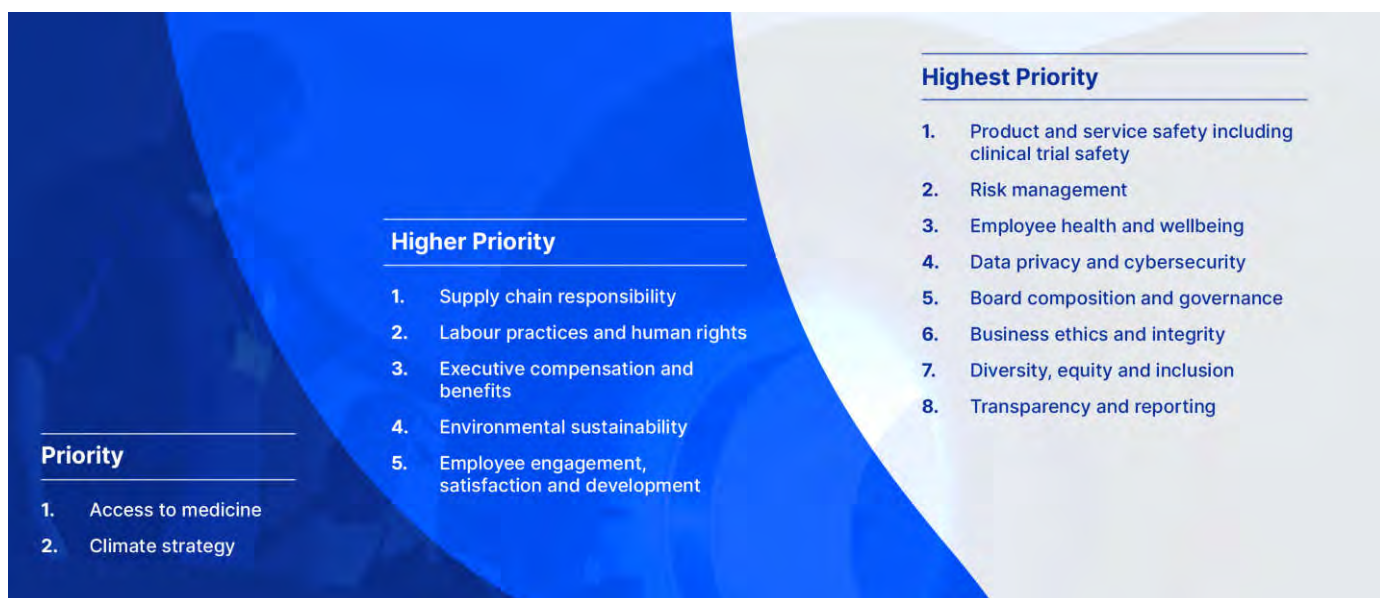 Priority
1. Access to medicine
2. Climate strategy
Higher Priority
1. Supply chain responsibility
2. Labour practices and human rights
3. Executive compensation and
benefits
4. Environmental sustainability
5. Employee engagement,
satisfaction and development
Highest Priority
1. Product and service safety including
clinical trial safety
2. Risk management
3. Employee health and wellbeing
4. Data privacy and cybersecurity
5. Board composition and governance
6. Business ethics and integrity
7. Diversity, equity and inclusion
8. Transparency and reporting